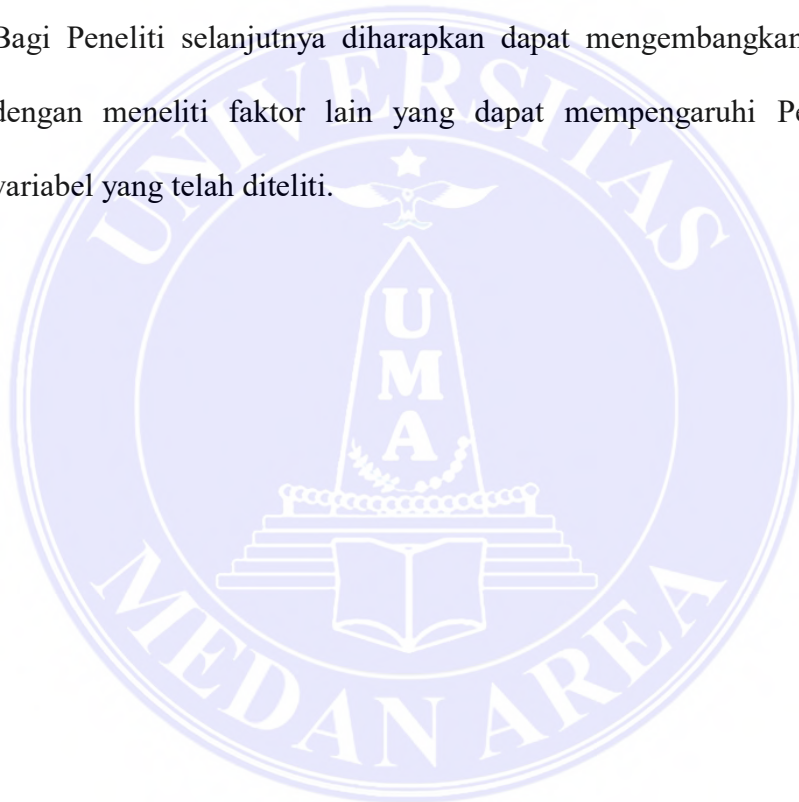 Bagi Peneliti selanjutnya diharapkan dapat mengembangkan
dengan meneliti faktor lain yang dapat mempengaruhi Pe
variabel yang telah diteliti.
UNIVERSITAS
U
M
A
MEDAN AREA